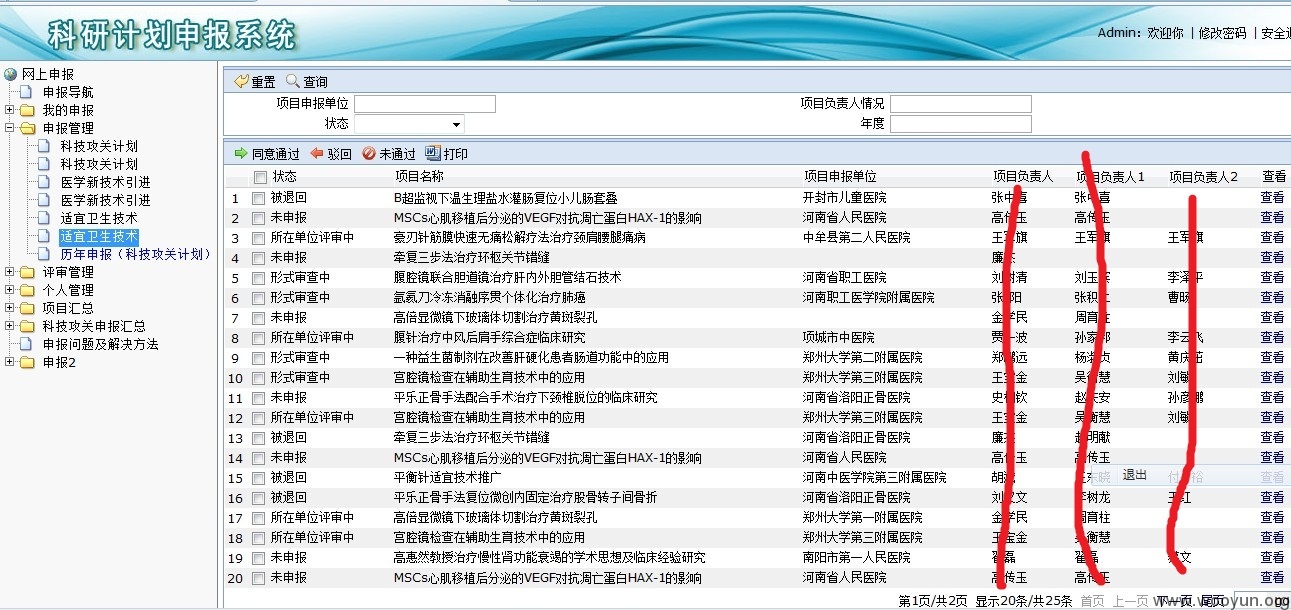 科研计划申报系统
Admin: 欢迎你 | 修改密码 | 安全
网上申报
申报导航
我的申报
申报管理
科技攻关计划
科技攻关计划
医学新技术引进
医学新技术引进
适宜卫生技术
适宜卫生技术
历年申报（科技攻关计划）
评审管理
个人管理
项目汇总
科技攻关申报汇总
申报问题及解决方法
申报2
重置 查询
项目申报单位 项目负责人情况
状态 年度
同意通过 驳回 未通过 打印
状态 项目名称 项目申报单位 项目负责人 项目负责人1 项目负责人2 查看
1 被退回 B超监视下温生理盐水灌肠复位小儿肠套叠 开封市儿童医院 张中喜 张中喜 查看
2 未申报 MSCs心肌移植后分泌的VEGF对抗凋亡蛋白HAX-1的影响 河南省人民医院 高传玉 高传玉 查看
3 所在单位评审中 豪刃针筋膜快速无痛松解疗法治疗颈肩腰腿痛病 中牟县第二人民医院 王军旗 王军旗 王军旗 查看
4 未申报 牵复三步法治疗环枢关节错缝 廉杰 查看
5 形式审查中 腹腔镜联合胆道镜治疗肝内外胆管结石技术 河南省职工医院 刘 清 刘玉 李泽平 查看
6 形式审查中 氩氦刀冷冻消融序贯个体化治疗肺癌 河南职工医学院附属医院 张 阳 张积 曹 查看
7 未申报 高倍显微镜下玻璃体切割治疗黄斑裂孔 金学民 周育柱 查看
8 所在单位评审中 腹针治疗中风后肩手综合症临床研究 项城市中医院 贾 波 孙家 李云飞 查看
9 形式审查中 一种益生菌制剂在改善肝硬化患者肠道功能中的应用 郑州大学第二附属医院 郑 远 杨淑贞 黄庆 查看
10 形式审查中 宫腔镜检查在辅助生育技术中的应用 郑州大学第三附属医院 王宝金 吴衡慧 刘敏 查看
11 未申报 平乐正骨手法配合手术治疗下颈椎脱位的临床研究 河南省洛阳正骨医院 史 钦 赵庆安 孙彦鹏 查看
12 所在单位评审中 宫腔镜检查在辅助生育技术中的应用 郑州大学第三附属医院 王宝金 吴衡慧 刘敏 查看
13 被退回 牵复三步法治疗环枢关节错缝 河南省洛阳正骨医院 廉杰 赵明献 查看
14 未申报 MSCs心肌移植后分泌的VEGF对抗凋亡蛋白HAX-1的影响 河南省人民医院 高传玉 高传玉 查看
15 被退回 平衡针适宜技术推广 河南中医学院第三附属医院 胡 王东晓 付 裕 查看
16 被退回 平乐正骨手法复位微创内固定治疗股骨转子间骨折 河南省洛阳正骨医院 刘 文 李树龙 王红 查看
17 所在单位评审中 高倍显微镜下玻璃体切割治疗黄斑裂孔 郑州大学第一附属医院 金学民 周育柱 查看
18 所在单位评审中 宫腔镜检查在辅助生育技术中的应用 郑州大学第三附属医院 王宝金 吴衡慧 查看
19 未申报 高惠然教授治疗慢性肾功能衰竭的学术思想及临床经验研究 南阳市第一人民医院 翟磊 翟磊 文 查看
20 未申报 MSCs心肌移植后分泌的VEGF对抗凋亡蛋白HAX-1的影响 河南省人民医院 高传玉 高传玉 查看
退出
第1页/共2页 显示20条/共25条 首页 上一页 下一页 尾页
www.wooyun.org